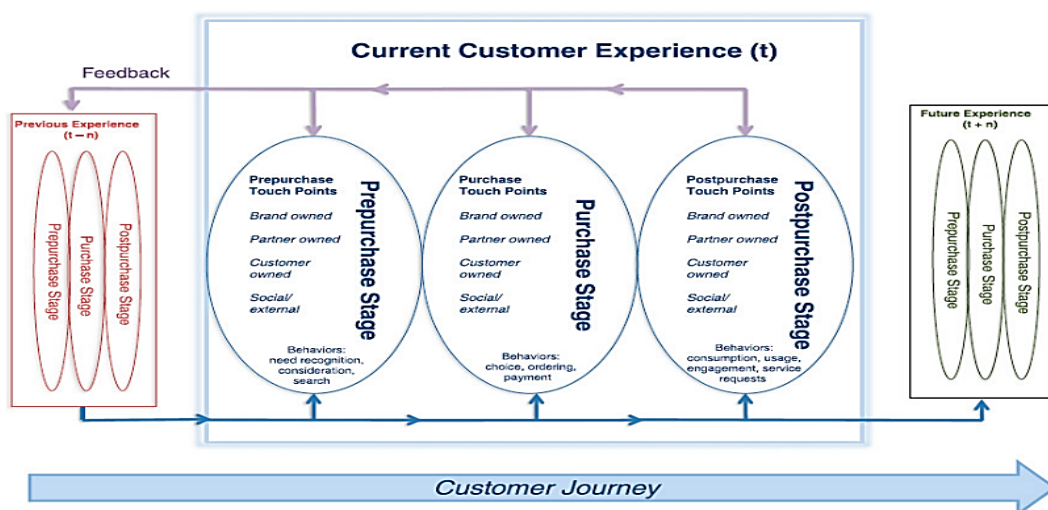 Current Customer Experience (t)
Feedback
Previous Experience
(t – n)
Prepurchase Stage
Purchase Stage
Postpurchase Stage
Prepurchase
Touch Points
Brand owned
Partner owned
Customer
owned
Social/
external
Prepurchase Stage
Behaviors:
need recognition,
consideration,
search
Purchase
Touch Points
Brand owned
Partner owned
Customer
owned
Social/
external
Purchase Stage
Behaviors:
choice, ordering,
payment
Postpurchase
Touch Points
Brand owned
Partner owned
Customer
owned
Social/
external
Postpurchase Stage
Behaviors:
consumption, usage,
engagement, service
requests
Future Experience
(t + n)
Prepurchase Stage
Purchase Stage
Postpurchase Stage
Customer Journey